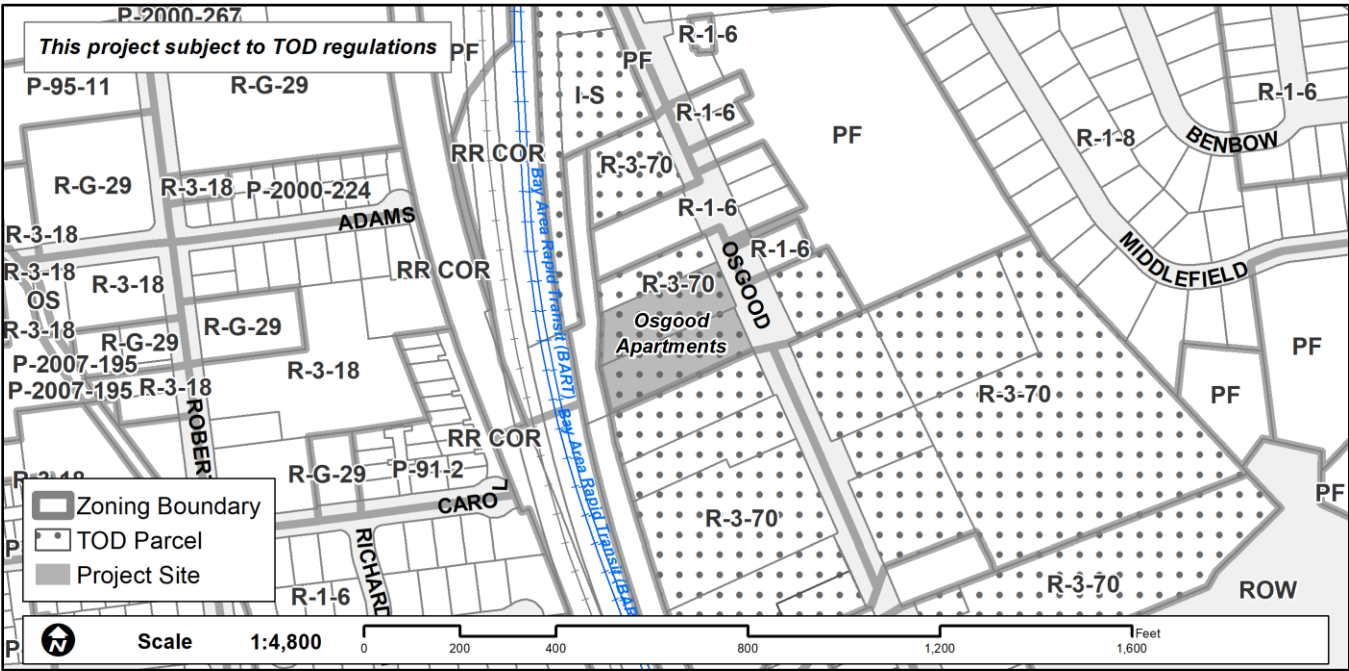 P-2000-267
This project subject to TOD regulations
PF
PF
R-1-6
P-95-11
R-G-29
I-S
R-1-6
R-1-6
PF
R-1-8
BENBOW
RR COR
R-3-70
R-G-29
R-3-18
P-2000-224
ADAMS
R-1-6
Bay Area Rapid Transit (BART)
R-3-18
R-1-6
OSGOOD
MIDDLEFIELD
R-3-18
R-3-18
RR COR
R-3-70
OS
R-3-18
R-G-29
R-G-29
Osgood
Apartments
PF
P-2007-195
R-3-18
P-2007-195
R-3-18
R-3-70
PF
ROBERT
RR COR
Bay Area Rapid Transit (BAR
R-G-29
P-91-2
R-3-18
CAROL
PF
R-3-70
Zoning Boundary
TOD Parcel
Project Site
RICHARD
R-1-6
R-3-70
ROW
N
Scale
1:4,800
0
200
400
800
1,200
1,600
Feet